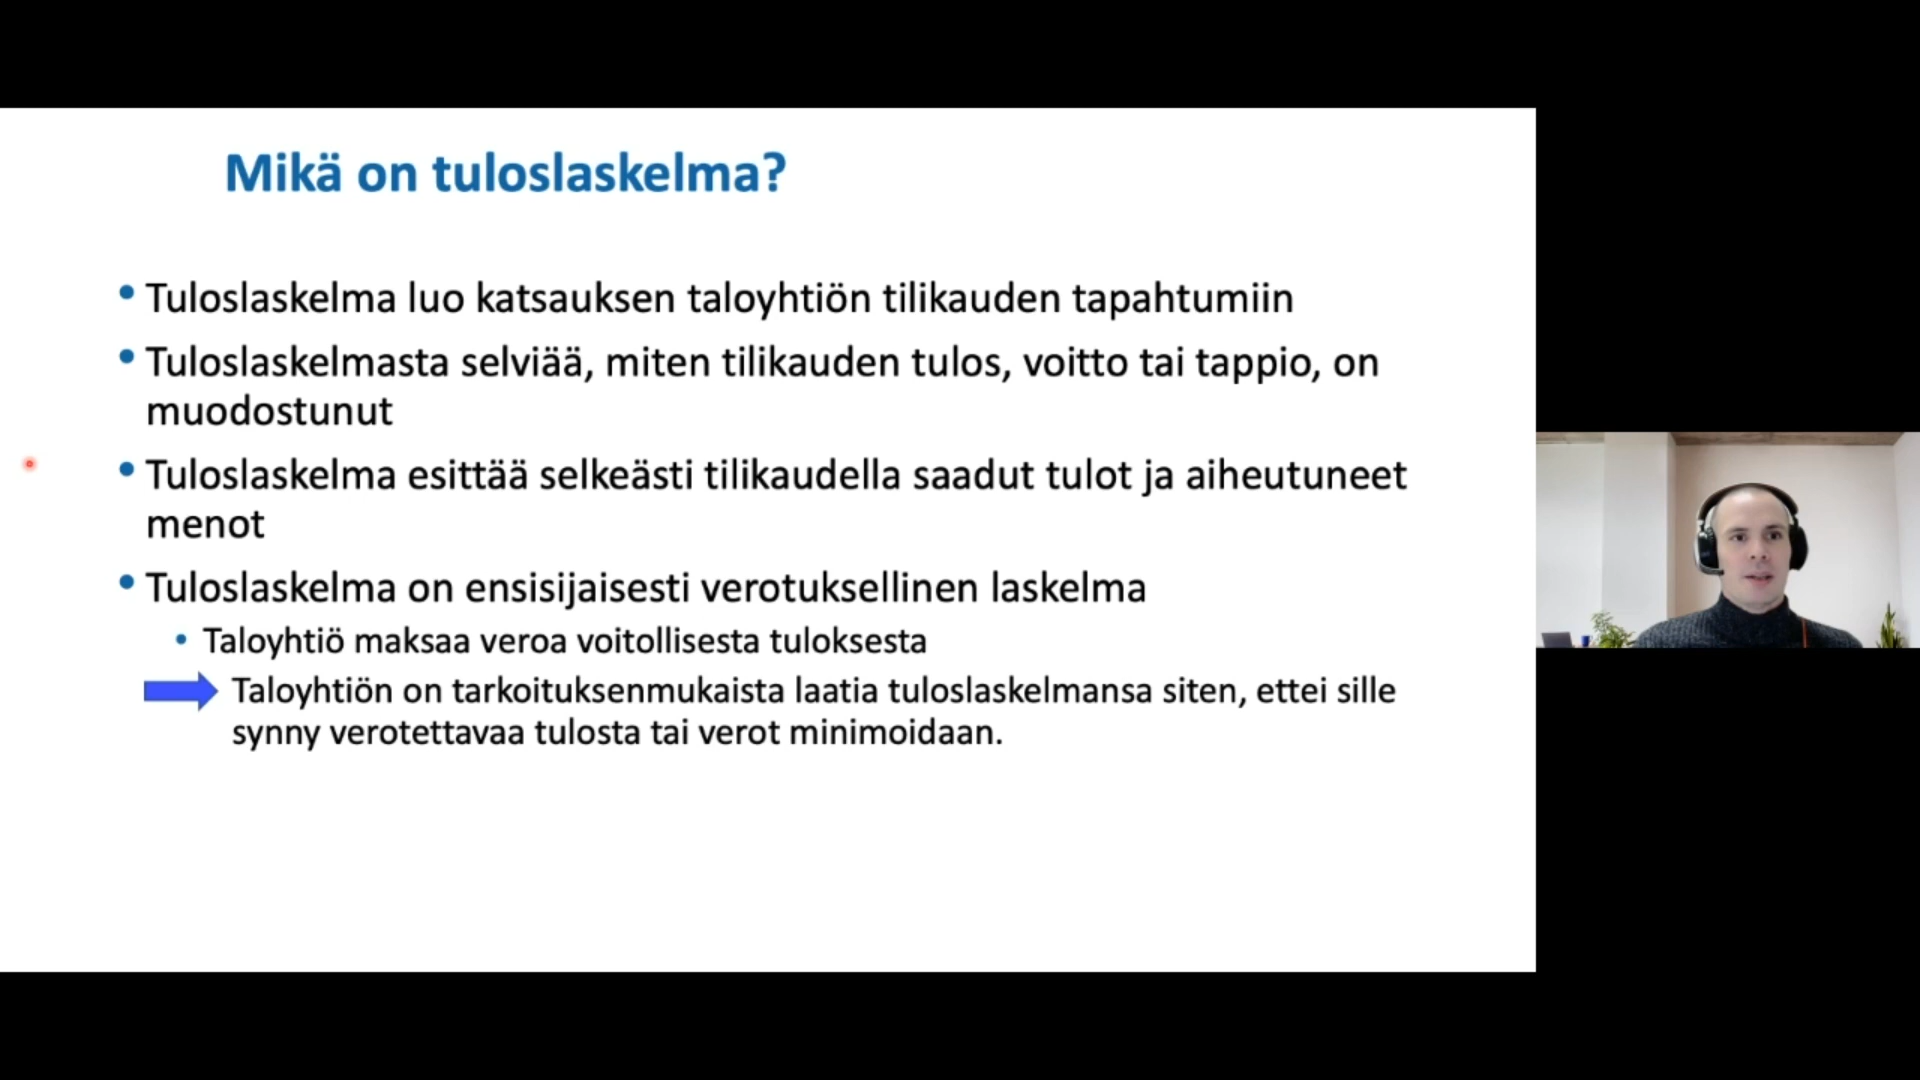 Mikä on tuloslaskelma?
• Tuloslaskelma luo katsauksen taloyhtiön tilikauden tapahtumiin
• Tuloslaskelmasta selviää, miten tilikauden tulos, voitto tai tappio, on
muodostunut
• Tuloslaskelma esittää selkeästi tilikaudella saadut tulot ja aiheutuneet
menot
• Tuloslaskelma on ensisijaisesti verotuksellinen laskelma
• Taloyhtiö maksaa veroa voitollisesta tuloksesta
Taloyhtiön on tarkoituksenmukaista laatia tuloslaskelmansa siten, ettei sille
synny verotettavaa tulosta tai verot minimoidaan.